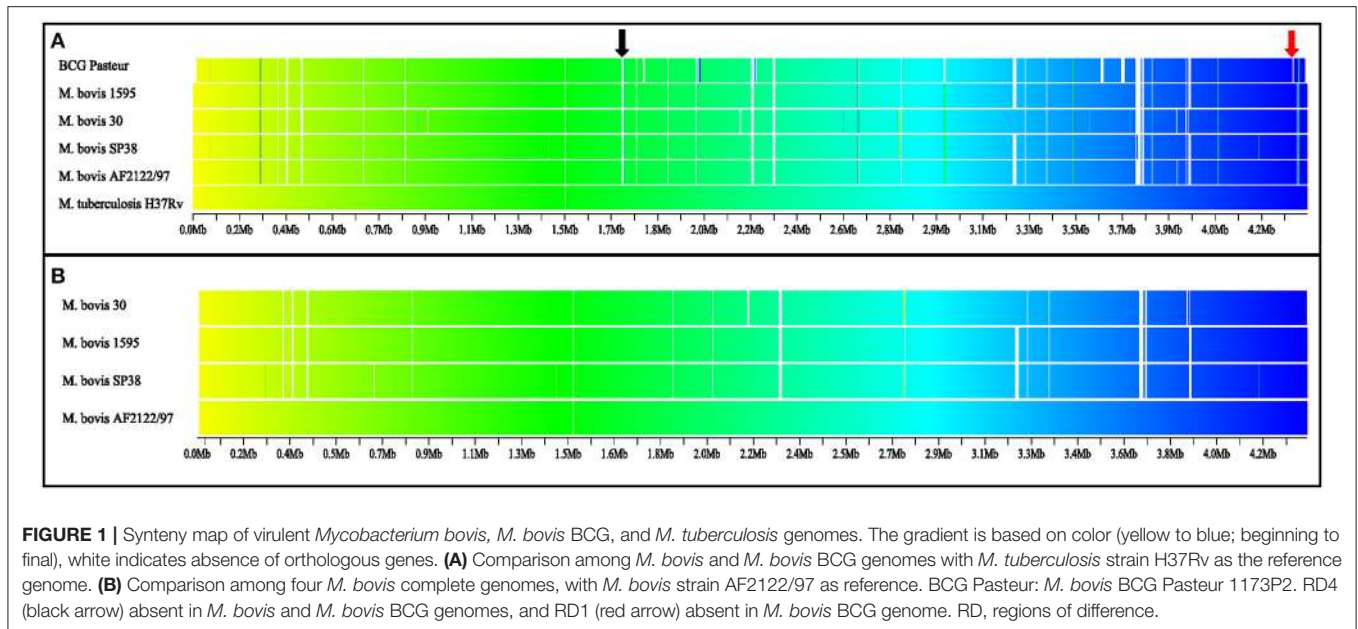 A
BCG Pasteur
M. bovis 1595
M. bovis 30
M. bovis SP38
M. bovis AF2122/97
M. tuberculosis H37Rv
0.0Mb 0.2Mb 0.4Mb 0.6Mb 0.7Mb 0.9Mb 1.1Mb 1.3Mb 1.5Mb 1.7Mb 1.8Mb 2.0Mb 2.2Mb 2.4Mb 2.6Mb 2.8Mb 2.9Mb 3.1Mb 3.3Mb 3.5Mb 3.7Mb 3.9Mb 4.0Mb 4.2Mb
B
M. bovis 30
M. bovis 1595
M. bovis SP38
M. bovis AF2122/97
0.0Mb 0.2Mb 0.4Mb 0.5Mb 0.7Mb 0.9Mb 1.1Mb 1.3Mb 1.5Mb 1.6Mb 1.8Mb 2.0Mb 2.2Mb 2.4Mb 2.5Mb 2.7Mb 2.9Mb 3.1Mb 3.3Mb 3.4Mb 3.6Mb 3.8Mb 4.0Mb 4.2Mb
FIGURE 1 | Synteny map of virulent Mycobacterium bovis, M. bovis BCG, and M. tuberculosis genomes. The gradient is based on color (yellow to blue; beginning to
final), white indicates absence of orthologous genes. (A) Comparison among M. bovis and M. bovis BCG genomes with M. tuberculosis strain H37Rv as the reference
genome. (B) Comparison among four M. bovis complete genomes, with M. bovis strain AF2122/97 as reference. BCG Pasteur: M. bovis BCG Pasteur 1173P2. RD4
(black arrow) absent in M. bovis and M. bovis BCG genomes, and RD1 (red arrow) absent in M. bovis BCG genome. RD, regions of difference.